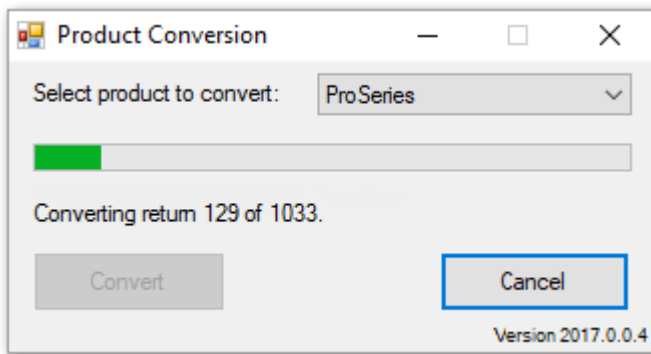 Product Conversion
Select product to convert: ProSeries
Converting return 129 of 1033.
Convert Cancel
Version 2017.0.0.4